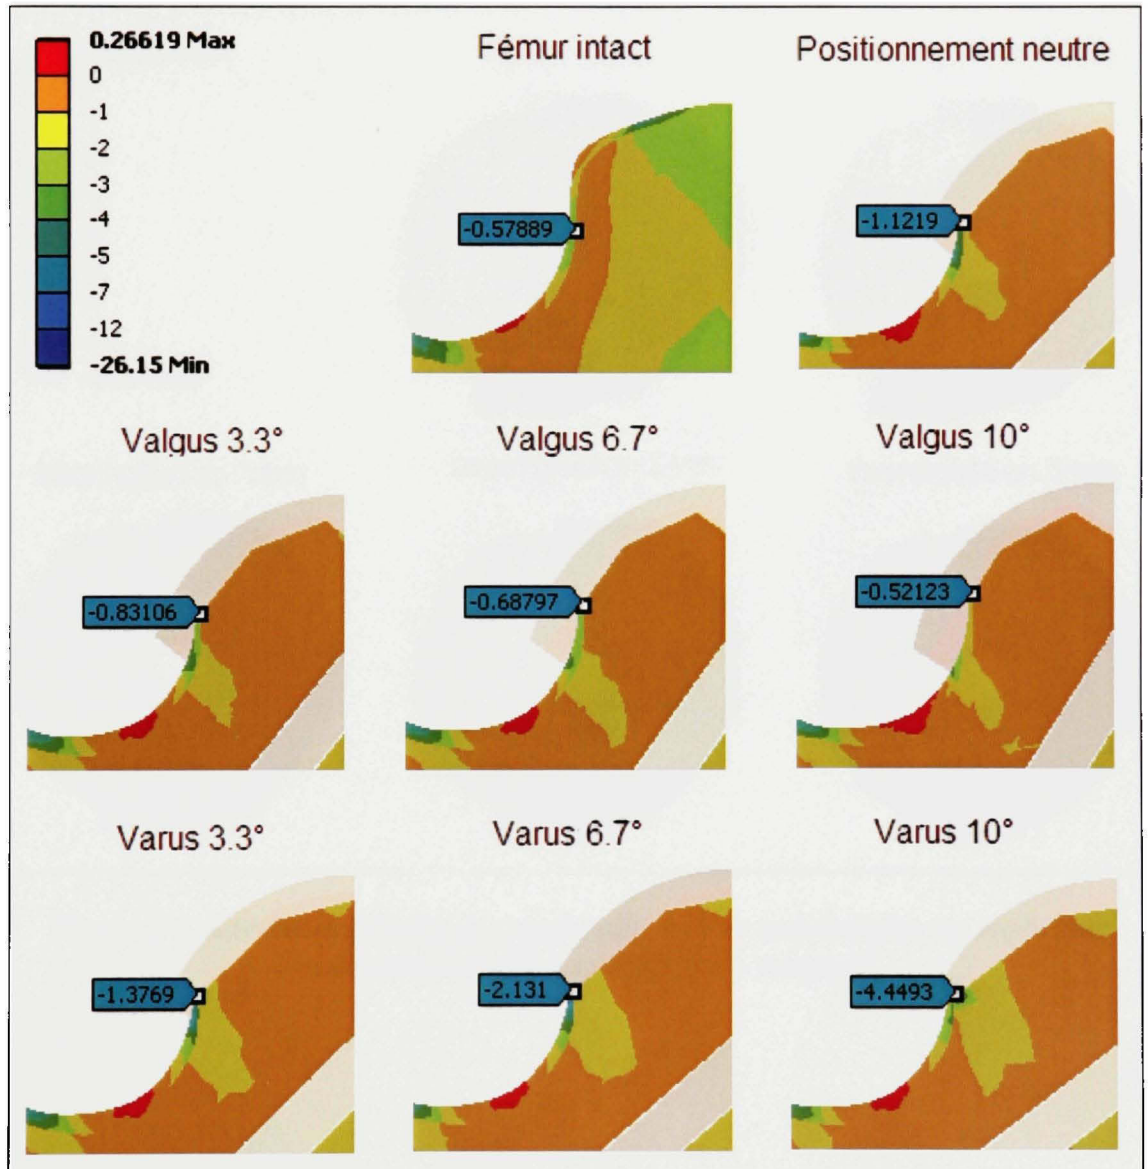 0.26619 Max
0
-1
-2
-3
-4
-5
-7
-12
-26.15 Min
Fémur intact
Positionnement neutre
-0.57889
-1.1219
Valgus 3.3°
Valgus 6.7°
Valgus 10°
-0.83106
-0.68797
-0.52123
Varus 3.3°
Varus 6.7°
Varus 10°
-1.3769
-2.131
-4.4493